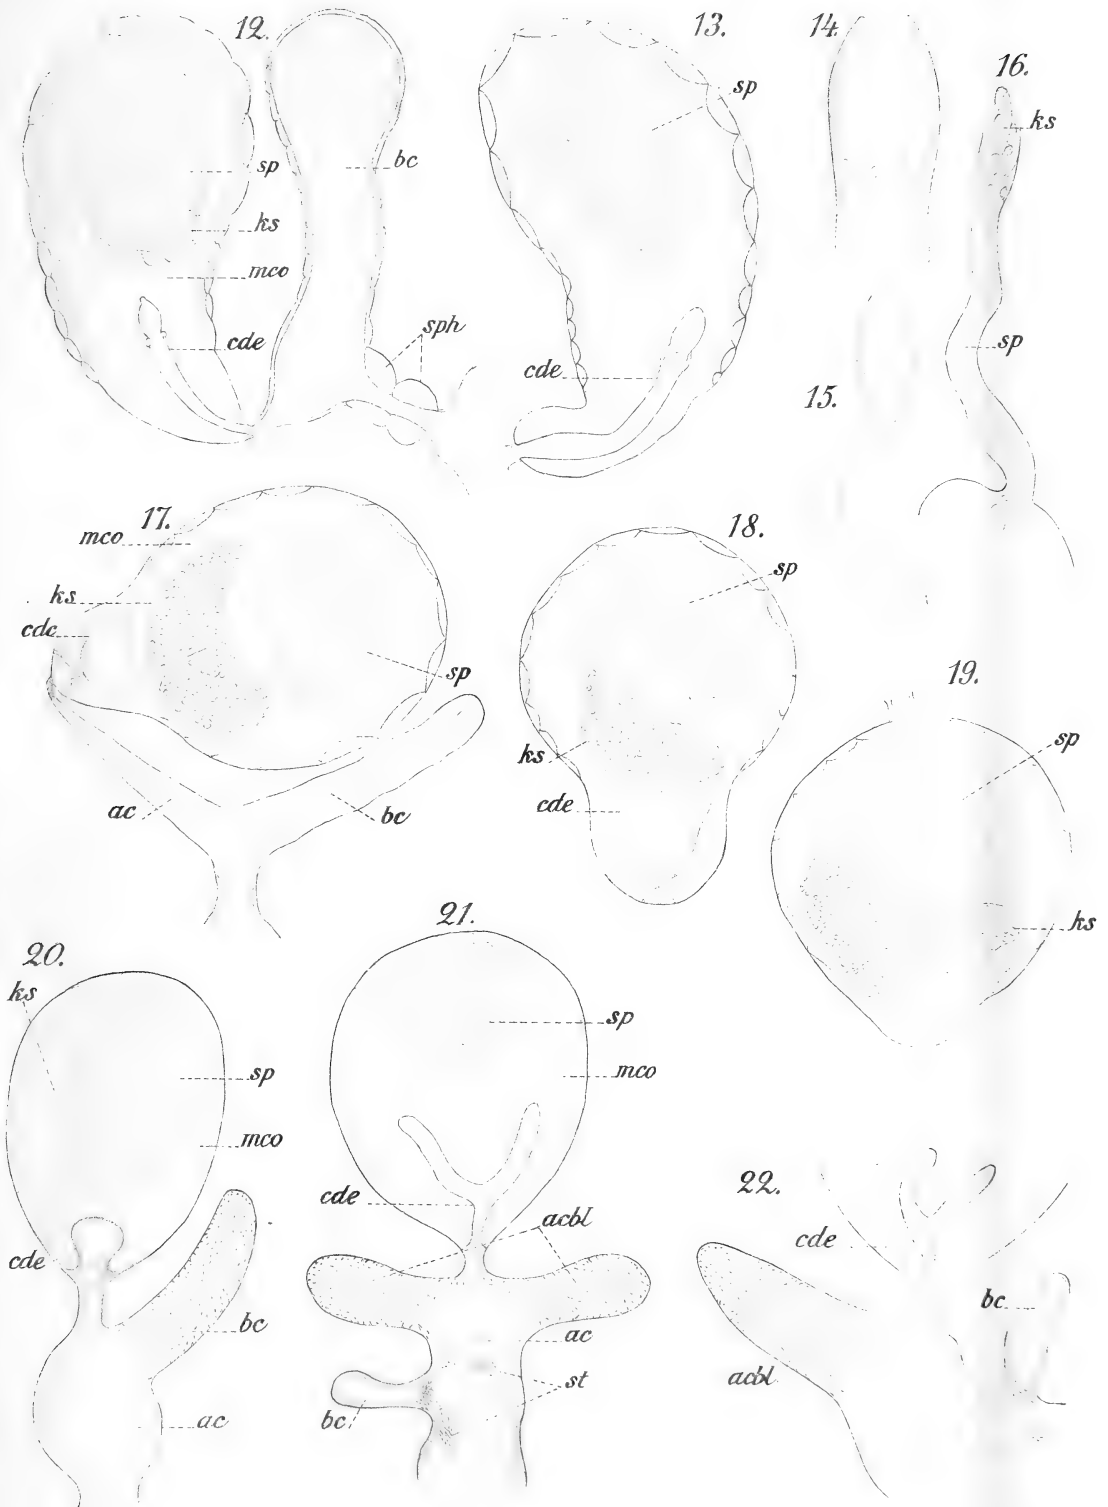 12.
sp
bc
ks
mco
cde
sph
13.
sp
cde
14.
16.
ks
sp
15.
17.
mco
ks
cdc
sp
ac
bc
18.
sp
ks
cde
19.
sp
ks
20.
ks
sp
mco
cde
bc
ac
21.
sp
mco
cde
acbl
ac
st
bc
22.
cde
bc
acbl